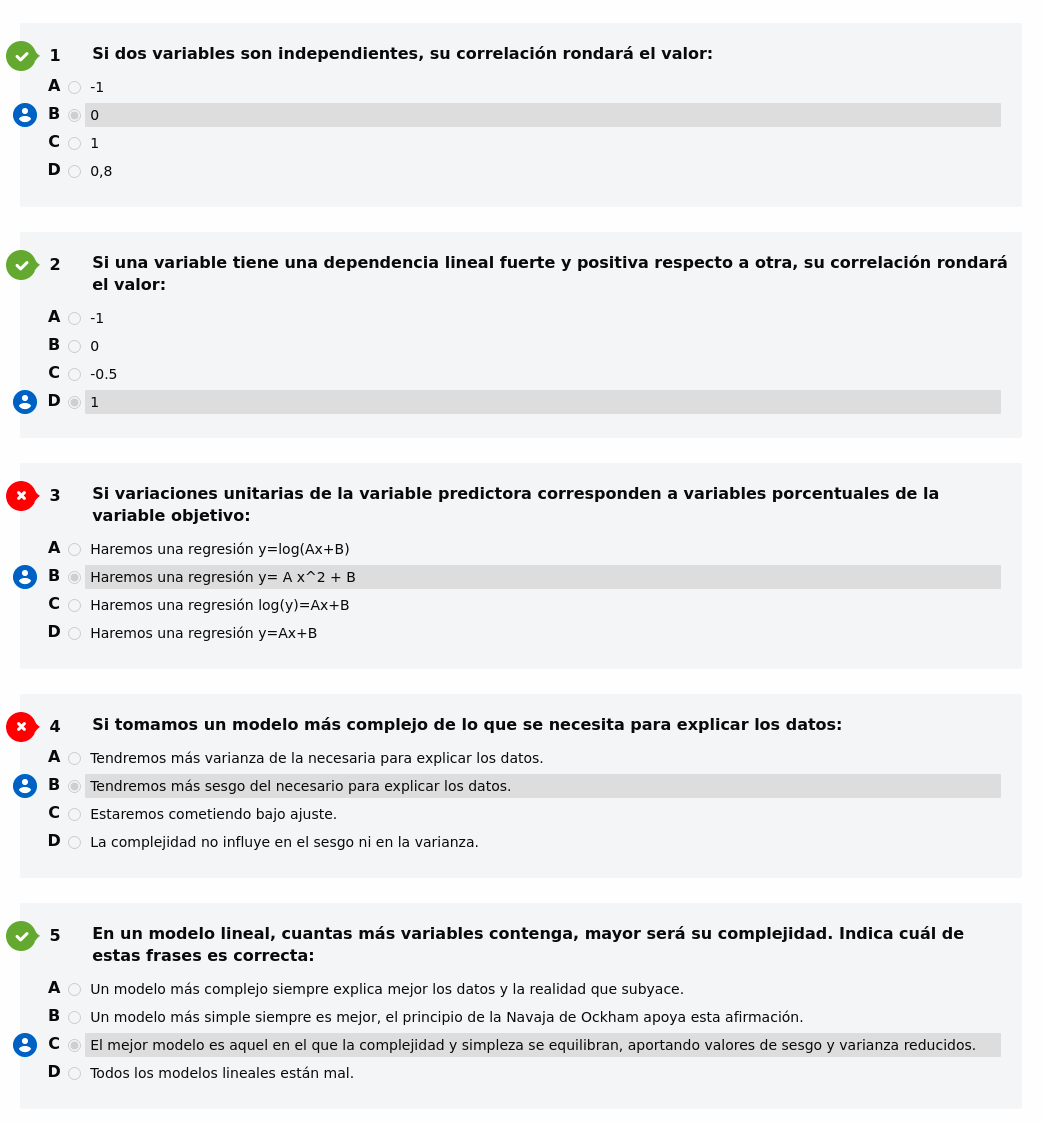 1 Si dos variables son independientes, su correlación rondará el valor:
A -1
B 0
C 1
D 0,8
2 Si una variable tiene una dependencia lineal fuerte y positiva respecto a otra, su correlación rondará
el valor:
A -1
B 0
C -0.5
D 1
3 Si variaciones unitarias de la variable predictora corresponden a variables porcentuales de la
variable objetivo:
A Haremos una regresión y=log(Ax+B)
B Haremos una regresión y= A x^2 + B
C Haremos una regresión log(y)=Ax+B
D Haremos una regresión y=Ax+B
4 Si tomamos un modelo más complejo de lo que se necesita para explicar los datos:
A Tendremos más varianza de la necesaria para explicar los datos.
B Tendremos más sesgo del necesario para explicar los datos.
C Estaremos cometiendo bajo ajuste.
D La complejidad no influye en el sesgo ni en la varianza.
5 En un modelo lineal, cuantas más variables contenga, mayor será su complejidad. Indica cuál de
estas frases es correcta:
A Un modelo más complejo siempre explica mejor los datos y la realidad que subyace.
B Un modelo más simple siempre es mejor, el principio de la Navaja de Ockham apoya esta afirmación.
C El mejor modelo es aquel en el que la complejidad y simpleza se equilibran, aportando valores de sesgo y varianza reducidos.
D Todos los modelos lineales están mal.